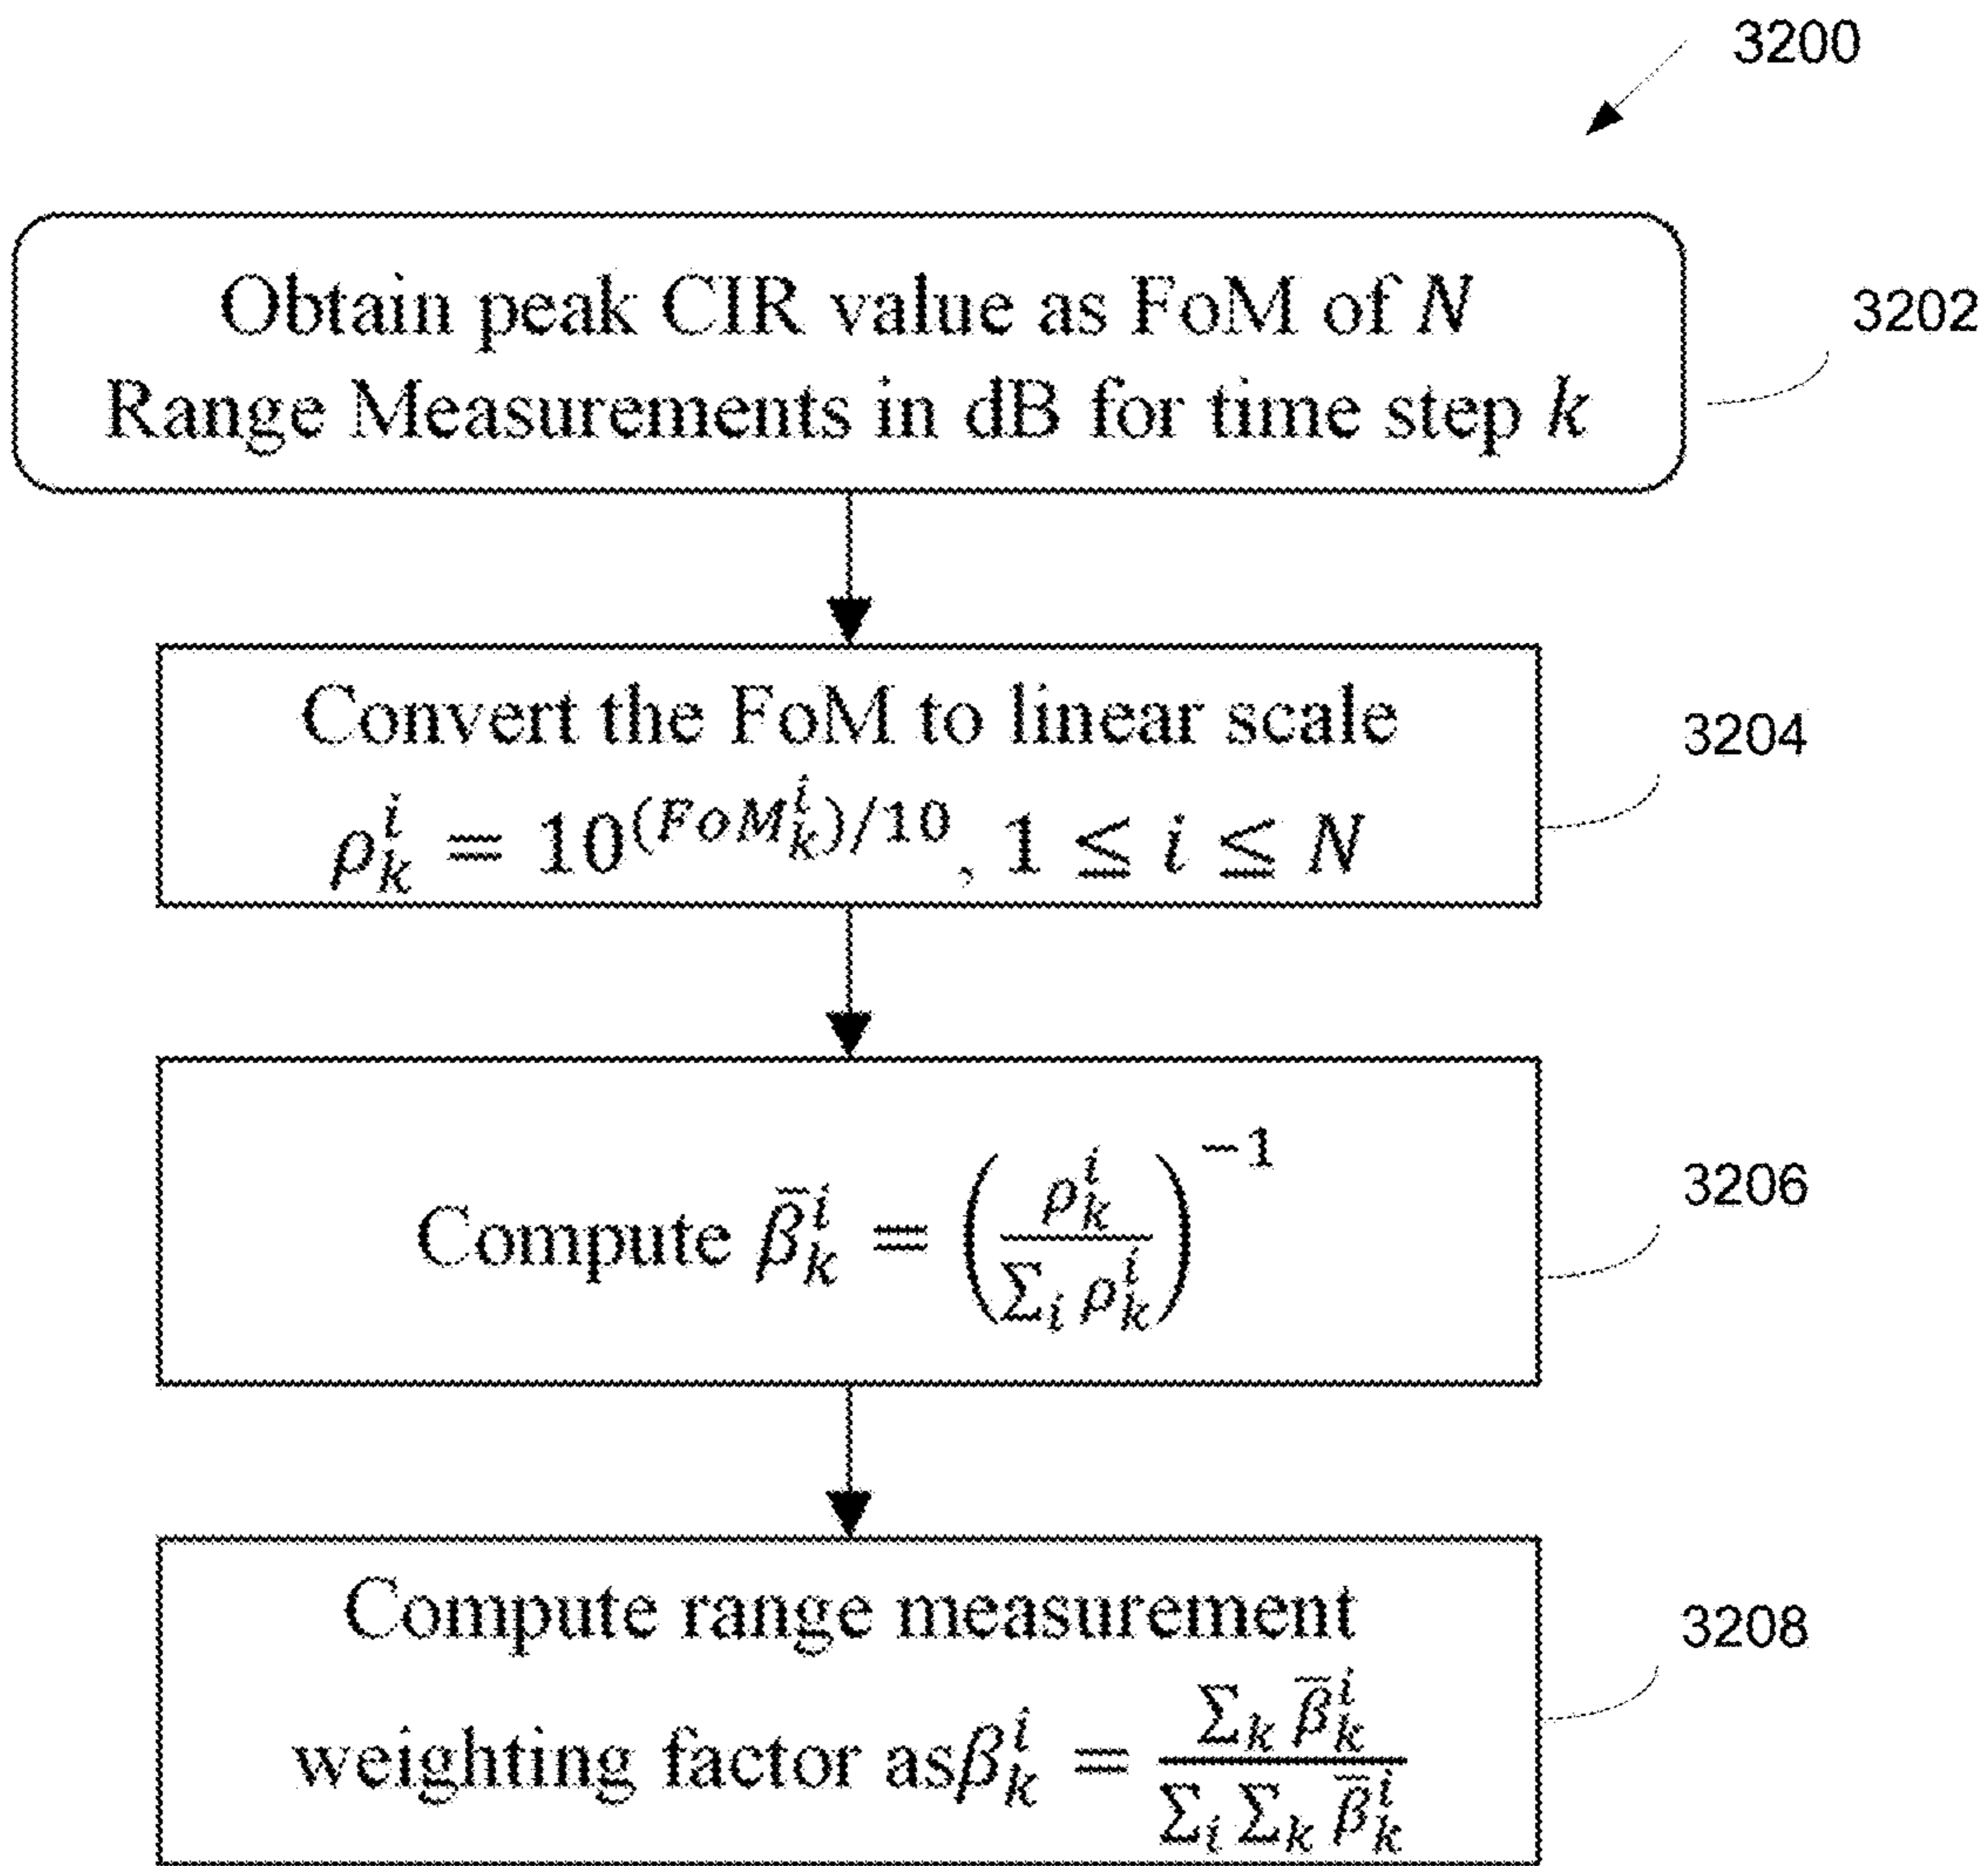 3200
Obtain peak CIR value as FoM of N
Range Measurements in dB for time step k
3202
Convert the FoM to linear scale
ρ_k^i = 10^{(FoM_k^i)/10}, 1 ≤ i ≤ N
3204
Compute β̄_k^i = (ρ_k^i / Σ_i ρ_k^i)^{−1}
3206
Compute range measurement
weighting factor asβ_k^i = Σ_k β̄_k^i / Σ_i Σ_k β̄_k^i
3208